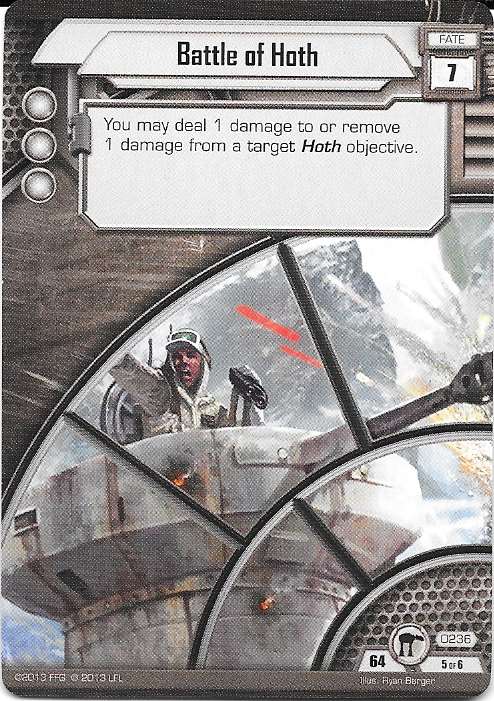 Battle of Hoth
FATE
7
You may deal 1 damage to or remove
1 damage from a target Hoth objective.
0236
64
5 OF 6
©2013 FFG © 2013 LFL
Illus. Ryan Barger